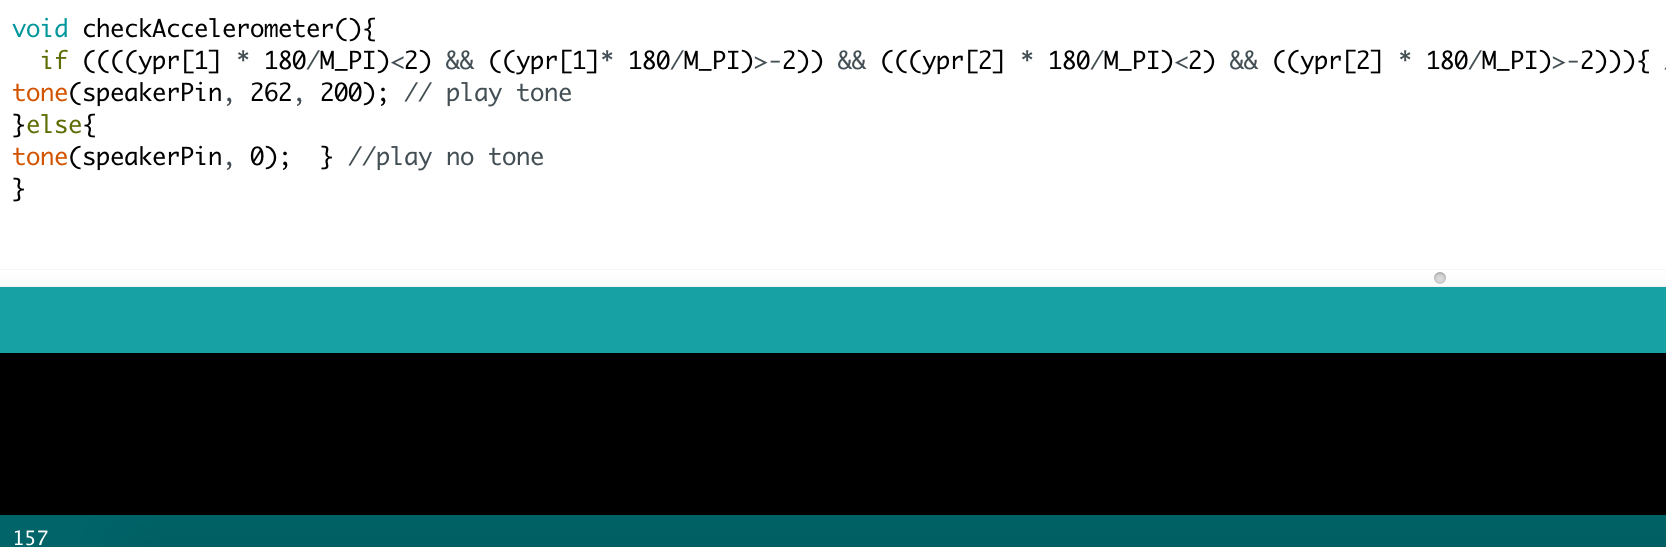 void checkAccelerometer(){
  if ((((ypr[1] * 180/M_PI)<2) && ((ypr[1]* 180/M_PI)>-2)) && (((ypr[2] * 180/M_PI)<2) && ((ypr[2] * 180/M_PI)>-2))){
tone(speakerPin, 262, 200); // play tone
}else{
tone(speakerPin, 0);  } //play no tone
}
157